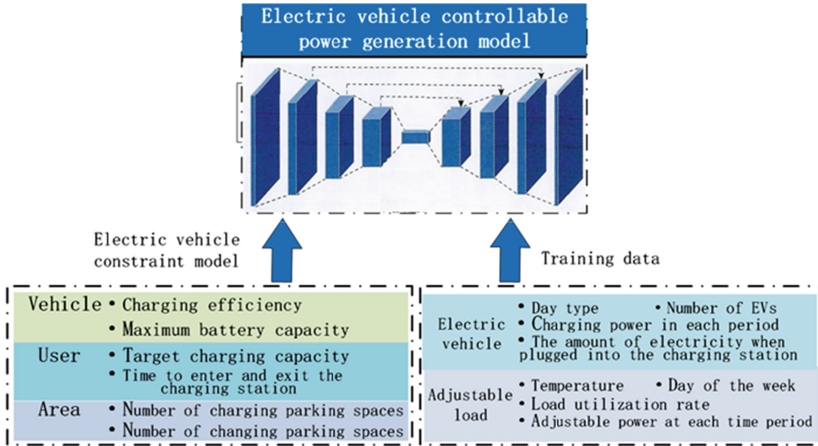 Electric vehicle controllable
power generation model
Electric vehicle
constraint model
Training data
Vehicle
• Charging efficiency
• Maximum battery capacity
User
• Target charging capacity
• Time to enter and exit the
charging station
Area
• Number of changing parking spaces
• Number of changing parking spaces
Electric
vehicle
• Day type • Number of EVs
• Charging power in each period
• The amount of electricity when
plugged into the charging station
Adjustable
load
• Temperature • Day of the week
• Load utilization rate
• Adjustable power at each time period